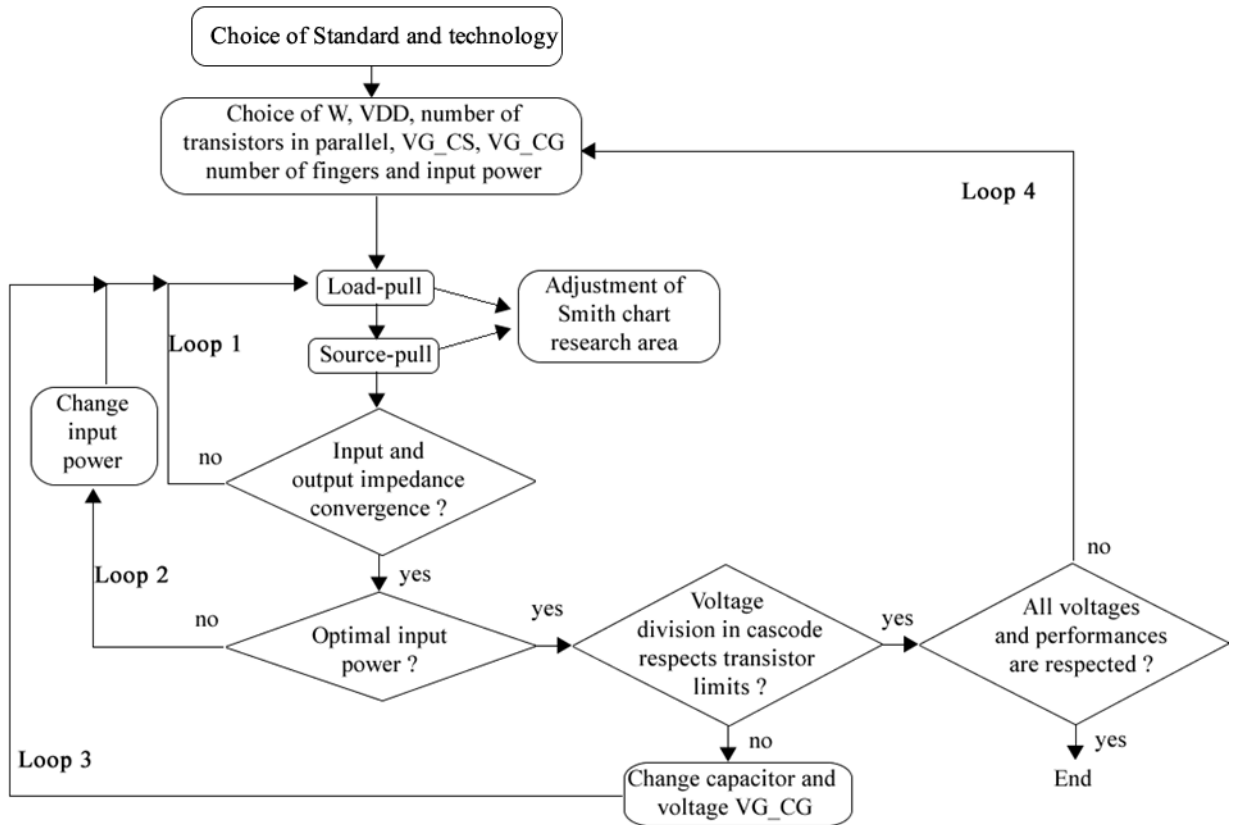 Choice of Standard and technology
Choice of W, VDD, number of
transistors in parallel, VG_CS, VG_CG
number of fingers and input power
Loop 4
Load-pull
Adjustment of
Smith chart
research area
Loop 1
Source-pull
Change
input
power
no
Input and
output impedance
convergence ?
Loop 2
yes
no
Optimal input
power ?
yes
Voltage
division in cascode
respects transistor
limits ?
yes
no
All voltages
and performances
are respected ?
Loop 3
no
yes
Change capacitor and
voltage VG_CG
End